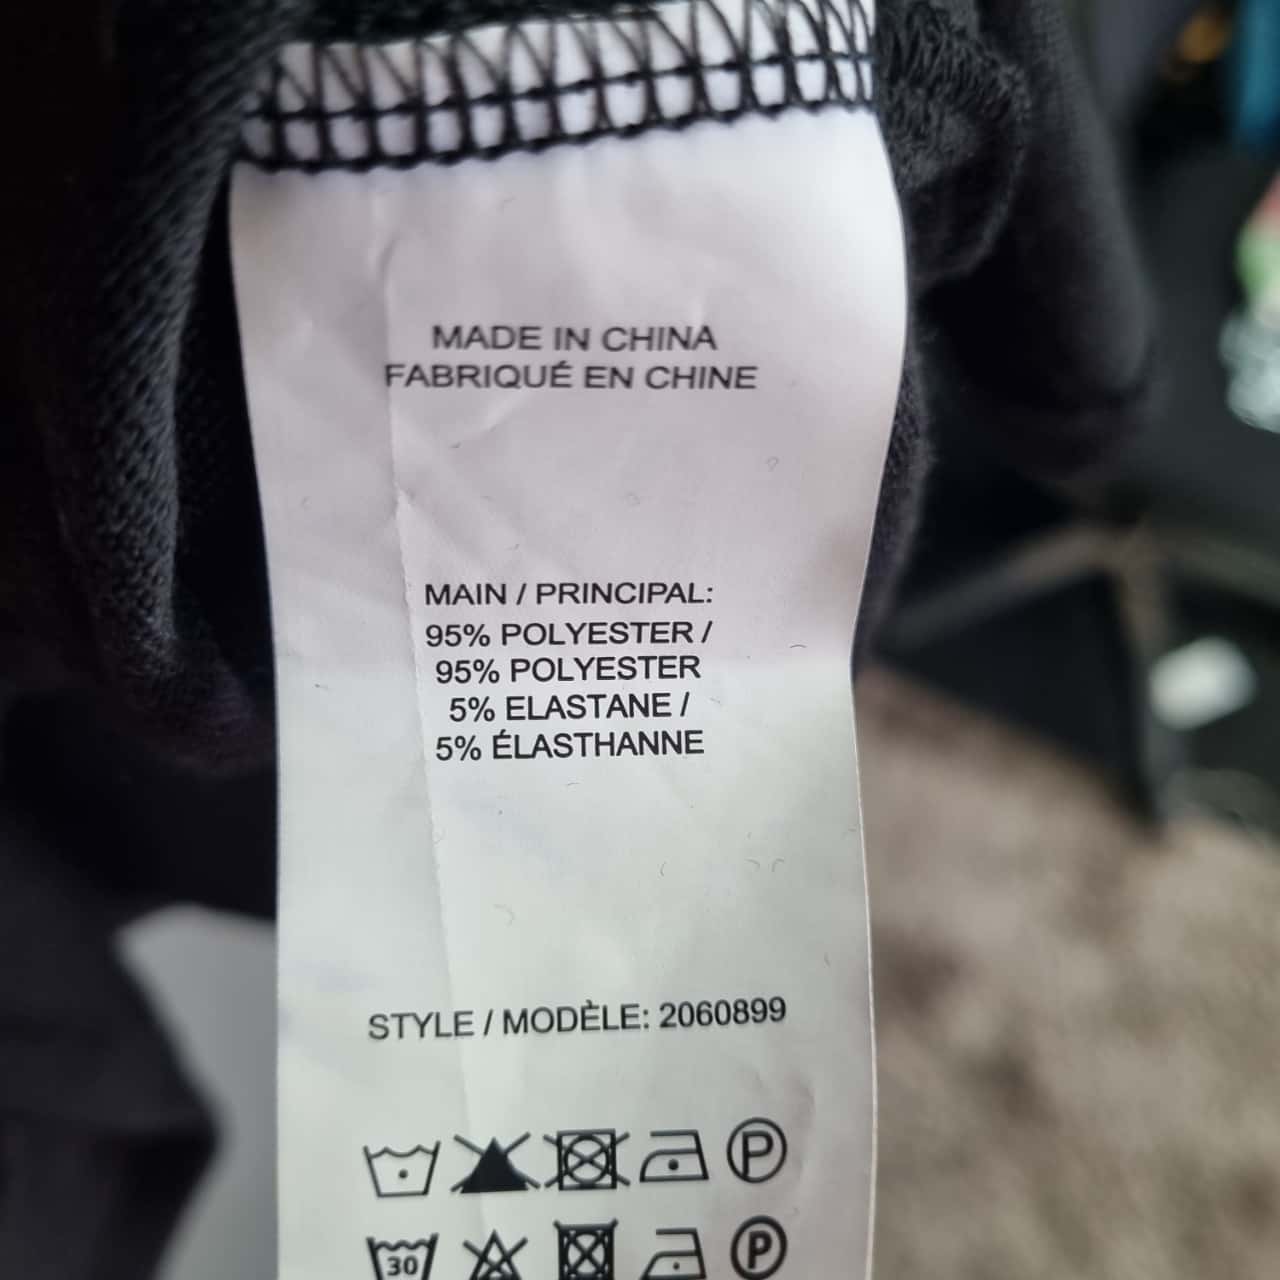 MADE IN CHINA
FABRIQUÉ EN CHINE
MAIN / PRINCIPAL:
95% POLYESTER /
95% POLYESTER
5% ELASTANE /
5% ÉLASTHANNE
STYLE / MODÈLE: 2060899
P
30 P